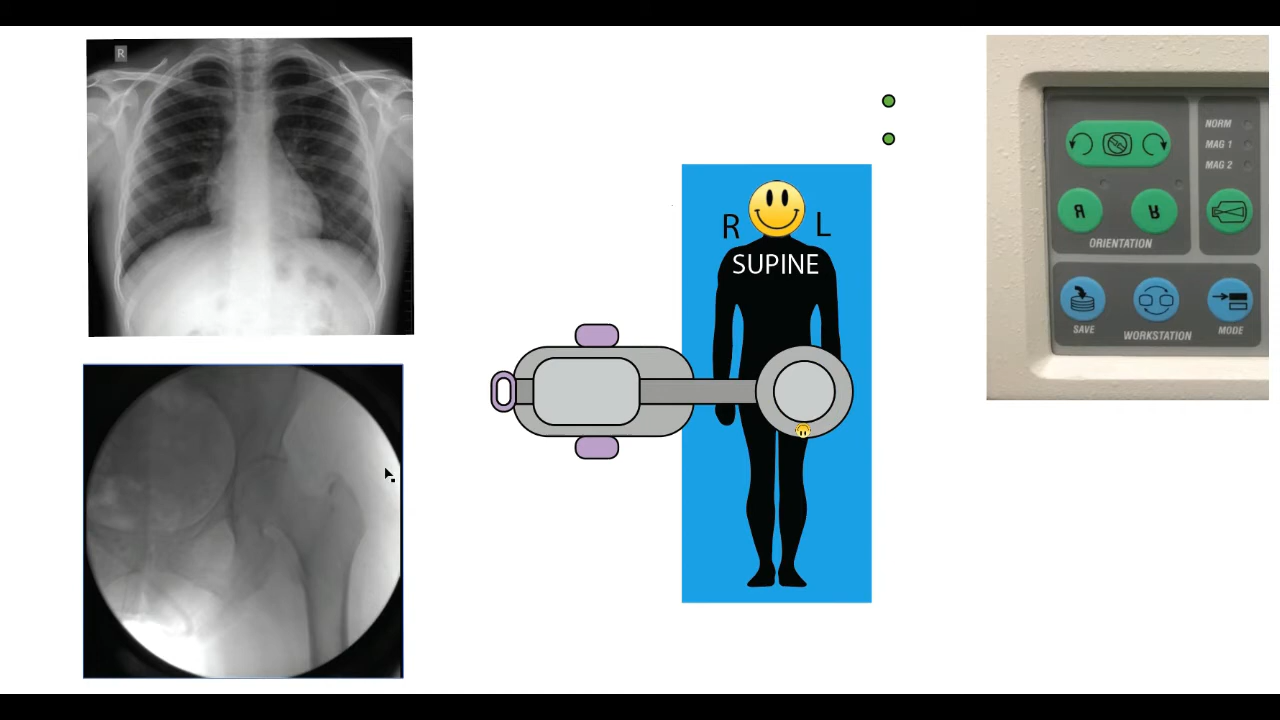 R
R L
SUPINE
NORM
MAG 1
MAG 2
R R
ORIENTATION
SAVE
WORKSTATION
MODE